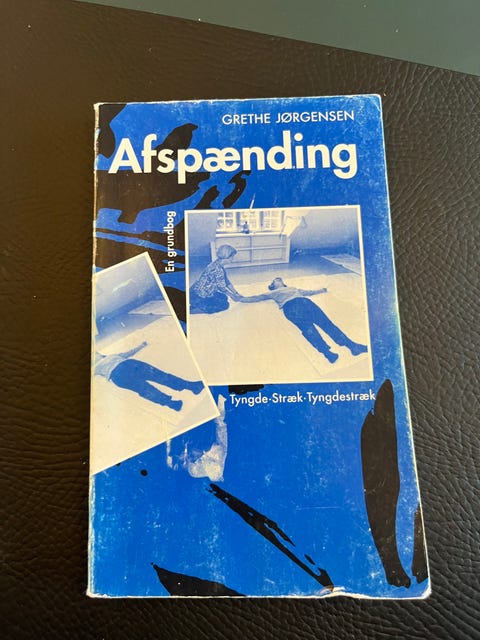 GRETHE JØRGENSEN
Afspænding
En grundbog
Tyngde-Stræk-Tyngdestræk